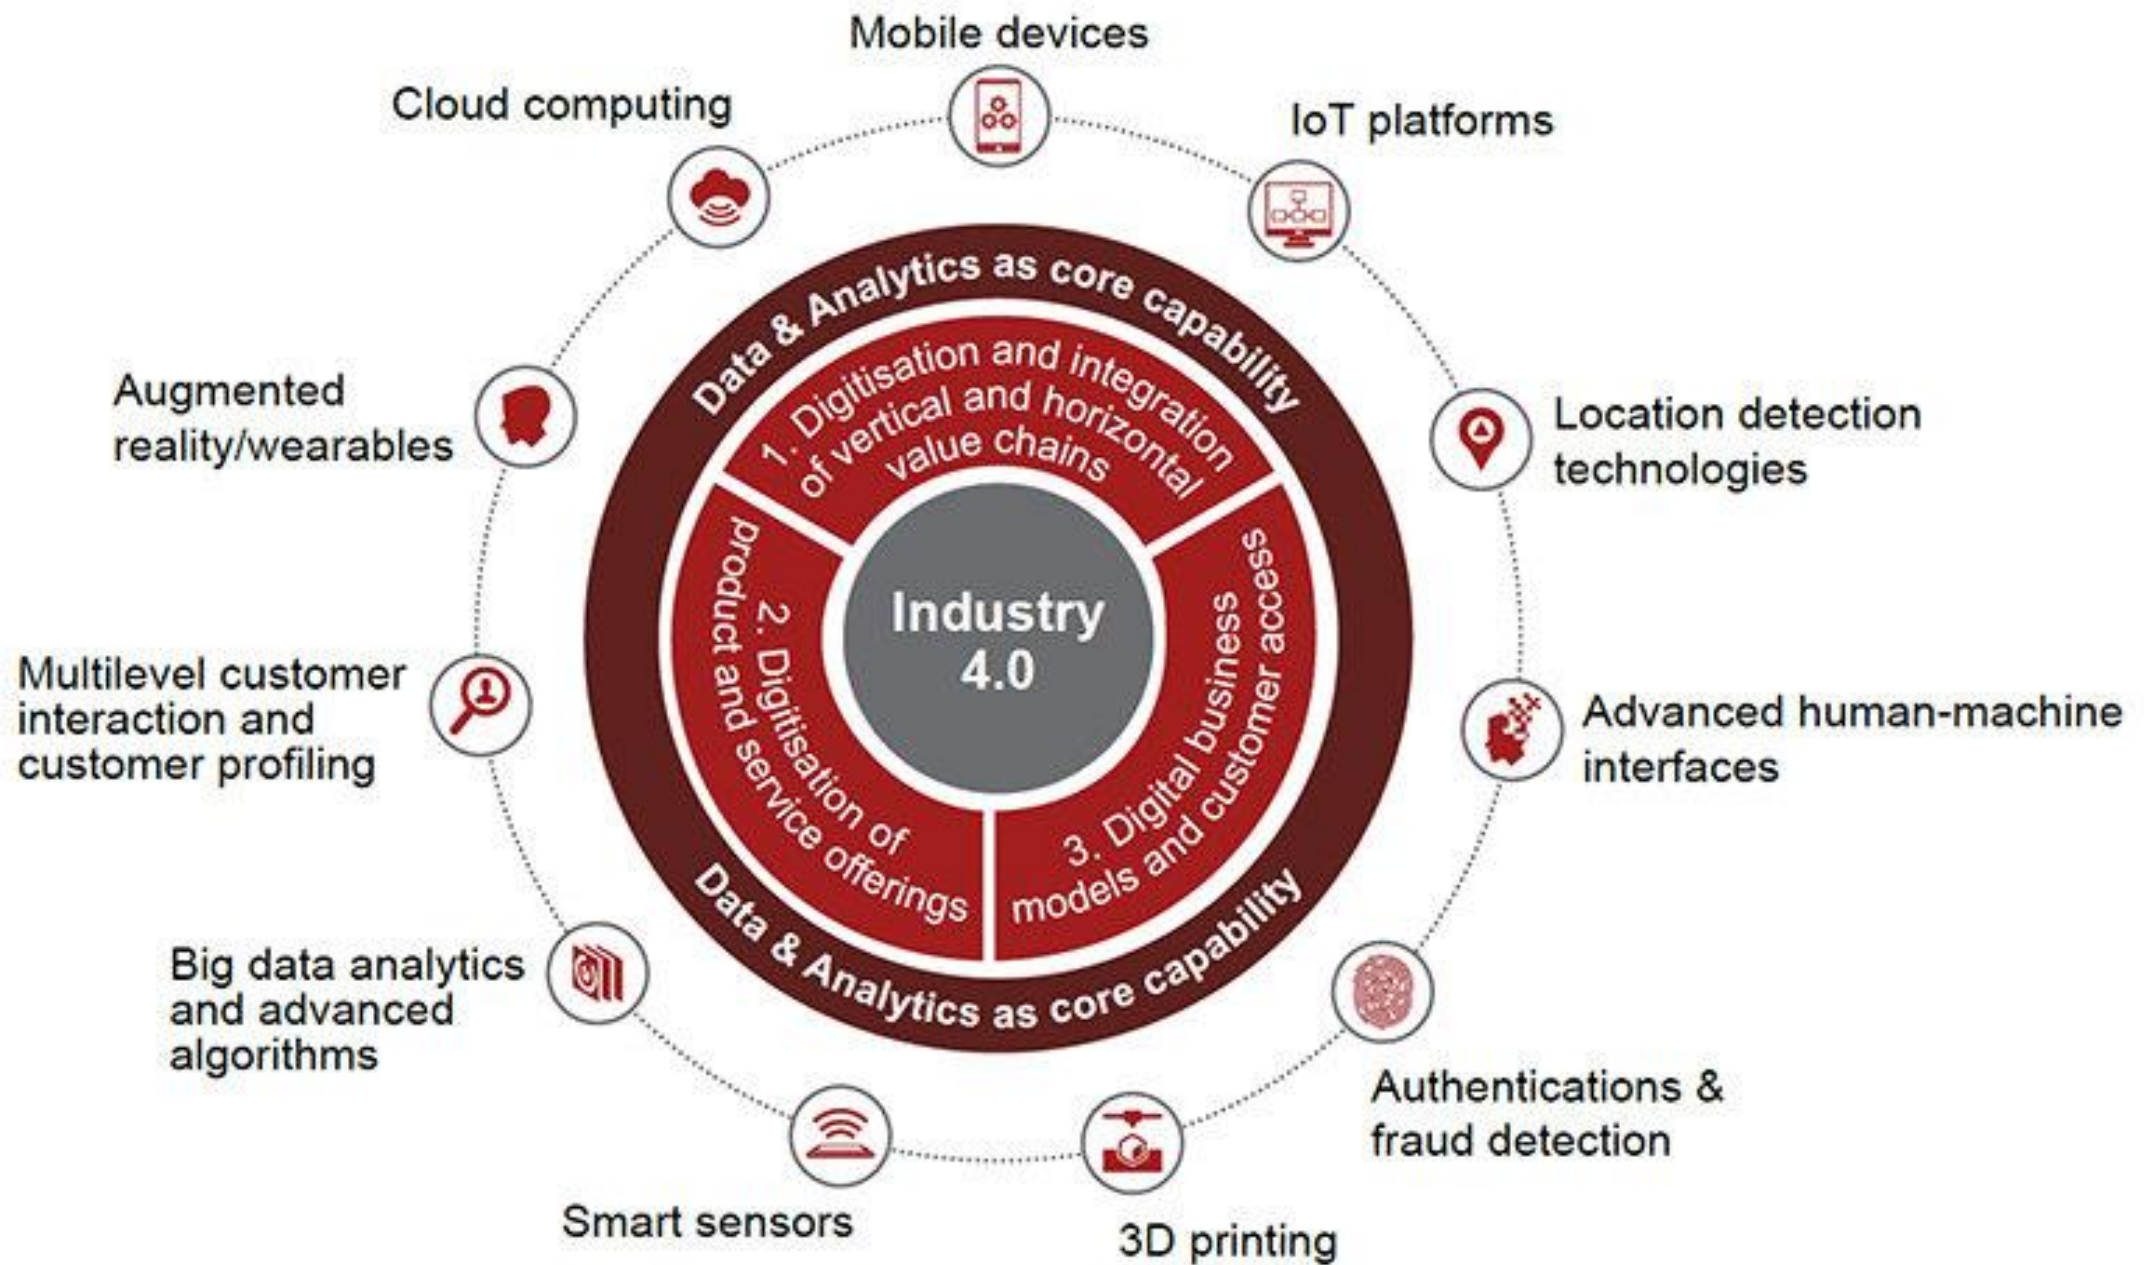 Mobile devices
Cloud computing
IoT platforms
Data & Analytics as core capability
1. Digitisation and integration
of vertical and horizontal
value chains
Augmented
reality/wearables
Location detection
technologies
Industry
4.0
2. Digitisation of
product and service offerings
3. Digital business
models and customer access
Multilevel customer
interaction and
customer profiling
Advanced human-machine
interfaces
Data & Analytics as core capability
Big data analytics
and advanced
algorithms
Authentications &
fraud detection
Smart sensors
3D printing